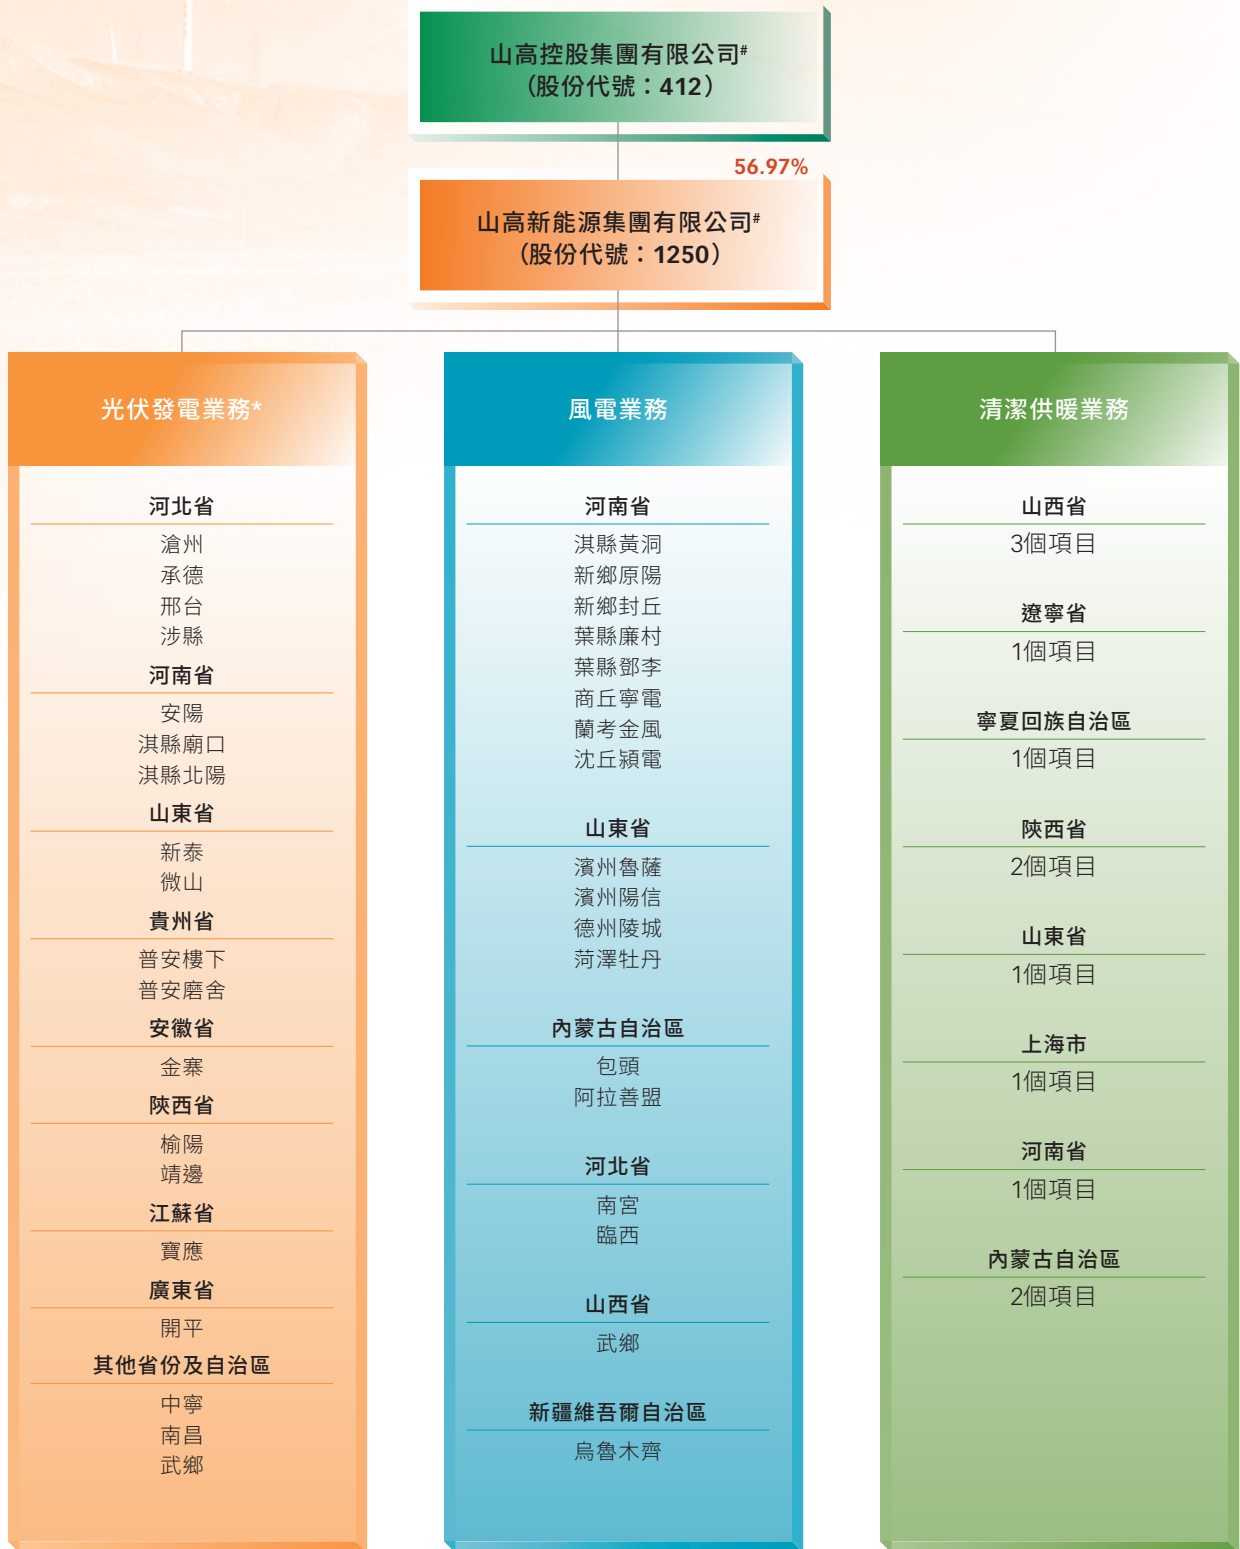 山高控股集團有限公司#
（股份代號：412）
56.97%
山高新能源集團有限公司#
（股份代號：1250）
光伏發電業務*
河北省
滄州
承德
邢台
涉縣
河南省
安陽
淇縣廟口
淇縣北陽
山東省
新泰
微山
貴州省
普安樓下
普安磨舍
安徽省
金寨
陝西省
榆陽
靖邊
江蘇省
寶應
廣東省
開平
其他省份及自治區
中寧
南昌
武鄉
風電業務
河南省
淇縣黃洞
新鄉原陽
新鄉封丘
葉縣廉村
葉縣鄧李
商丘寧電
蘭考金風
沈丘潁電
山東省
濱州魯薩
濱州陽信
德州陵城
菏澤牡丹
內蒙古自治區
包頭
阿拉善盟
河北省
南宮
臨西
山西省
武鄉
新疆維吾爾自治區
烏魯木齊
清潔供暖業務
山西省
3個項目
遼寧省
1個項目
寧夏回族自治區
1個項目
陝西省
2個項目
山東省
1個項目
上海市
1個項目
河南省
1個項目
內蒙古自治區
2個項目